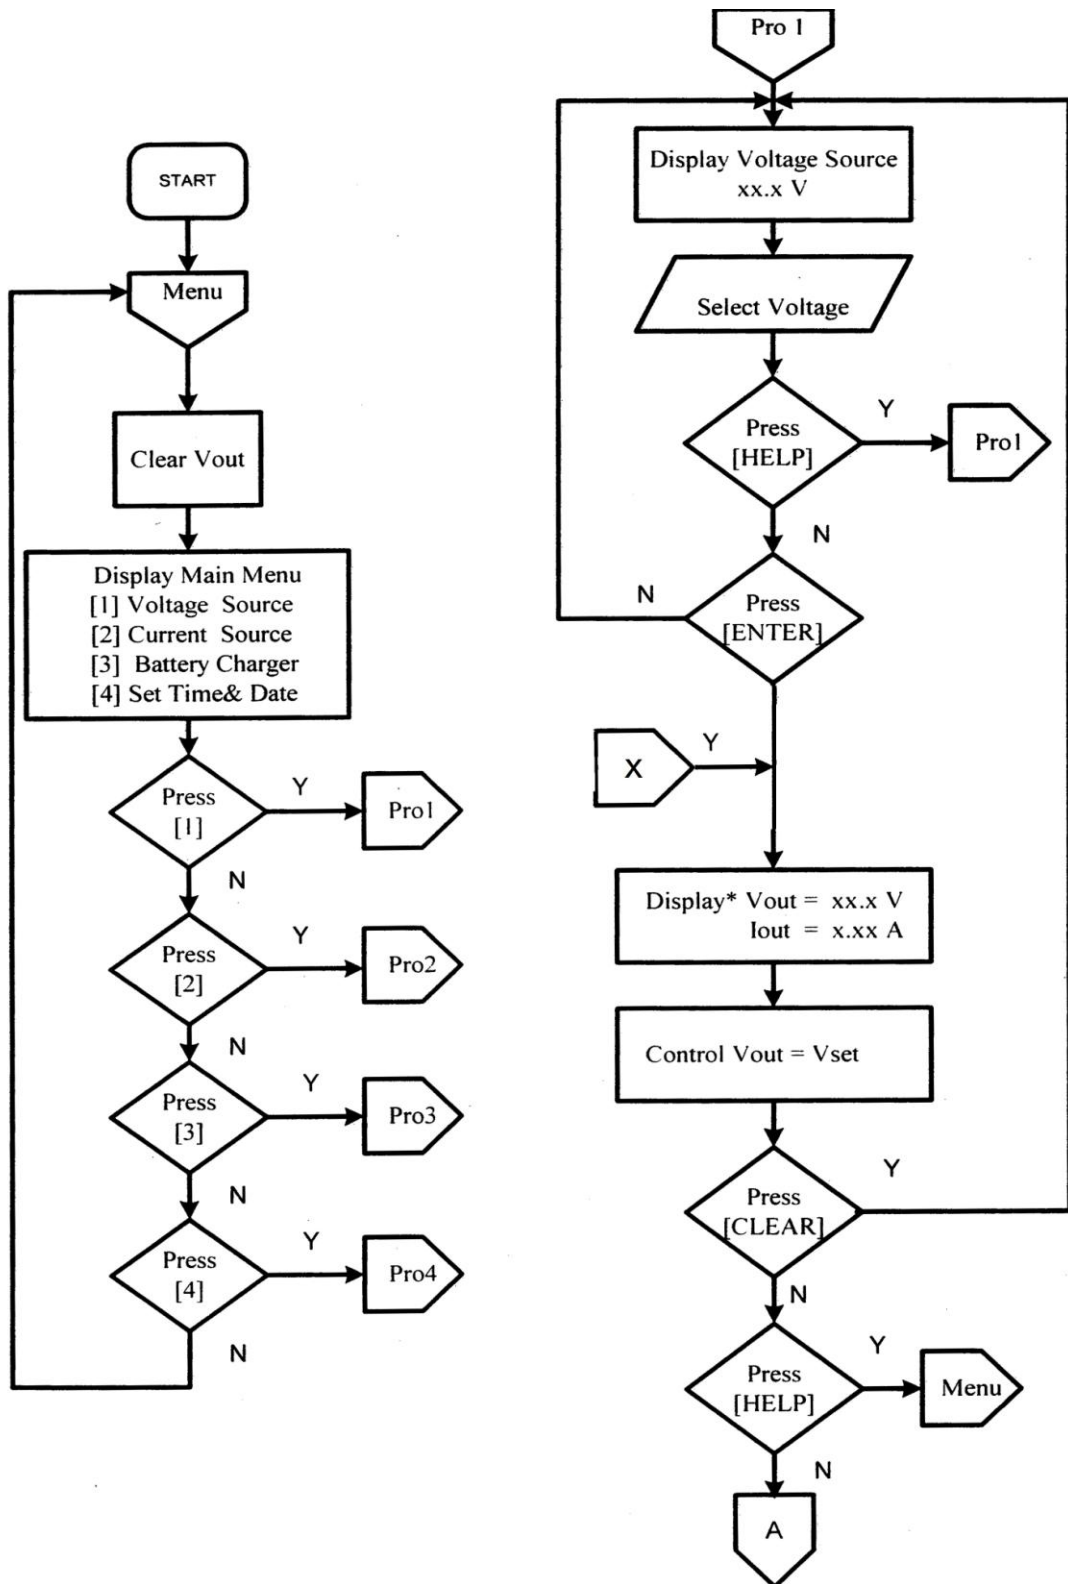 START
Menu
Clear Vout
Display Main Menu
[1] Voltage Source
[2] Current Source
[3] Battery Charger
[4] Set Time& Date
Press
[1]
Y
Pro1
N
Press
[2]
Y
Pro2
N
Press
[3]
Y
Pro3
N
Press
[4]
Y
Pro4
N
Pro 1
Display Voltage Source
xx.x V
Select Voltage
Press
[HELP]
Y
Pro1
N
Press
[ENTER]
N
X
Y
Display* Vout = xx.x V
Iout = x.xx A
Control Vout = Vset
Press
[CLEAR]
Y
N
Press
[HELP]
Y
Menu
N
A